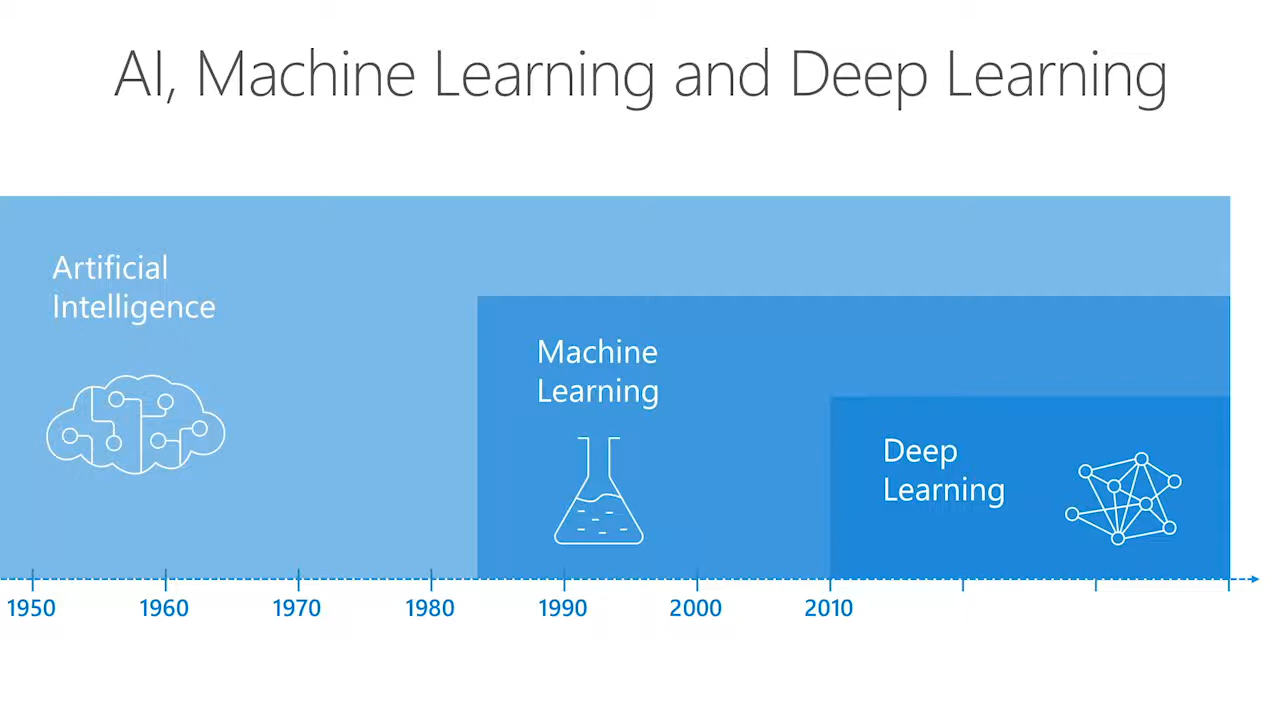 AI, Machine Learning and Deep Learning
Artificial
Intelligence
Machine
Learning
Deep
Learning
1950 1960 1970 1980 1990 2000 2010